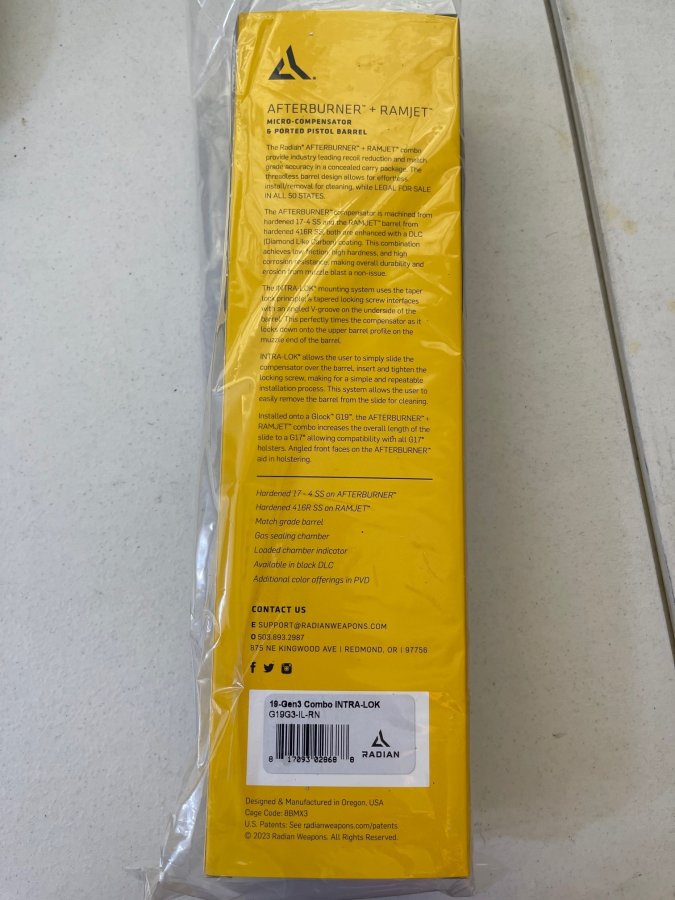 AFTERBURNER™ + RAMJET™
MICRO-COMPENSATOR
& PORTED PISTOL BARREL
The Radian® AFTERBURNER™ + RAMJET™ combo
provide industry leading recoil reduction and match
grade accuracy in a concealed carry package. The
threadless barrel design allows for effortless
install/removal for cleaning, while LEGAL FOR SALE
IN ALL 50 STATES.
The AFTERBURNER™ compensator is machined from
hardened 17-4 SS and the RAMJET™ barrel from
hardened 416R SS, both are enhanced with a DLC
(Diamond Like Carbon) coating. This combination
achieves low friction, high hardness, and high
corrosion resistance, making overall durability and
erosion from muzzle blast a non-issue.
The INTRA-LOK™ mounting system uses the taper
lock principle; a tapered locking screw interfaces
with an angled V-groove on the underside of the
barrel. This perfectly times the compensator as it
locks down onto the upper barrel profile on the
muzzle end of the barrel.
INTRA-LOK™ allows the user to simply slide the
compensator over the barrel, insert and tighten the
locking screw, making for a simple and repeatable
installation process. This system allows the user to
easily remove the barrel from the slide for cleaning.
Installed onto a Glock™ G19™, the AFTERBURNER™ +
RAMJET™ combo increases the overall length of the
slide to a G17™ allowing compatibility with all G17™
holsters. Angled front faces on the AFTERBURNER™
aid in holstering.
Hardened 17-4 SS on AFTERBURNER™
Hardened 416R SS on RAMJET™
Match grade barrel
Gas sealing chamber
Loaded chamber indicator
Available in black DLC
Additional color offerings in PVD
CONTACT US
E SUPPORT@RADIANWEAPONS.COM
O 503.893.2987
875 NE KINGWOOD AVE | REDMOND, OR | 97756
19-Gen3 Combo INTRA-LOK
G19G3-IL-RN
8 17093 02868 8
RADIAN
Designed & Manufactured in Oregon, USA
Cage Code: 8BMX3
U.S. Patents: See radianweapons.com/patents
© 2023 Radian Weapons. All Rights Reserved.